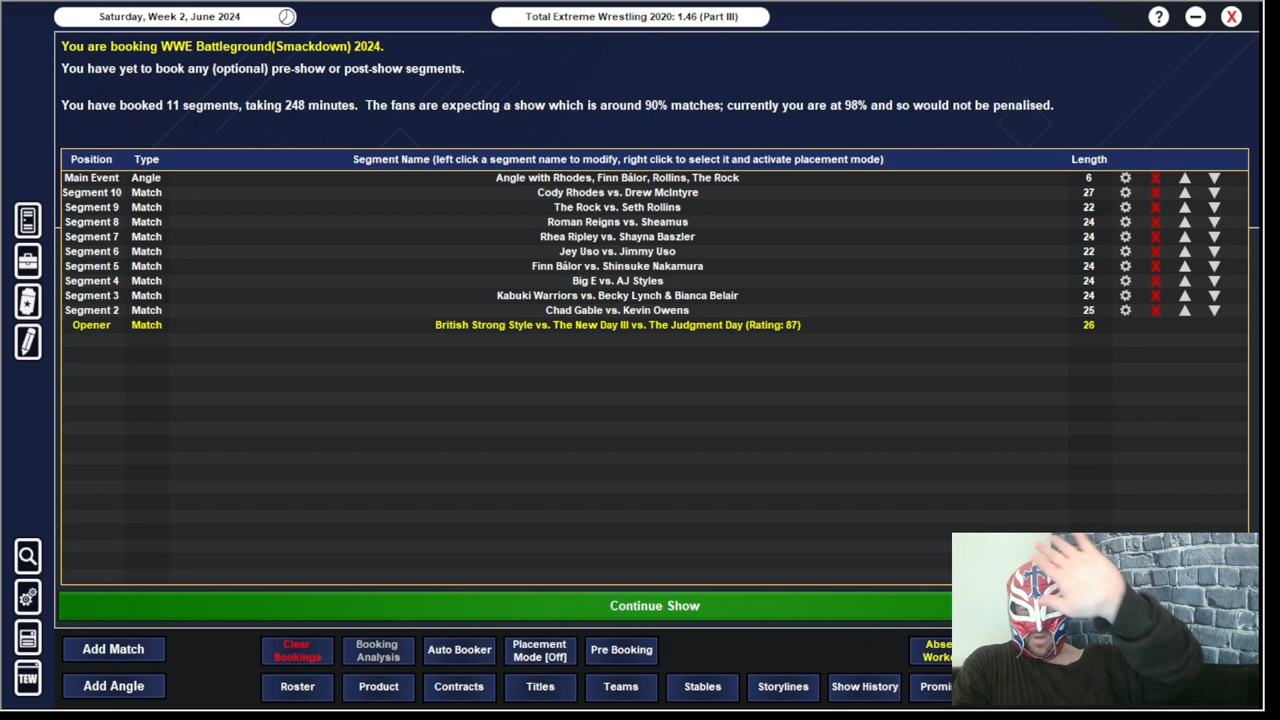 Saturday, Week 2, June 2024
Total Extreme Wrestling 2020: 1.46 (Part III)
?
X
You are booking WWE Battleground(Smackdown) 2024.
You have yet to book any (optional) pre-show or post-show segments.
You have booked 11 segments, taking 248 minutes. The fans are expecting a show which is around 90% matches; currently you are at 98% and so would not be penalised.
Position Type Segment Name (left click a segment name to modify, right click to select it and activate placement mode) Length
Main Event Angle Angle with Rhodes, Finn Bálor, Rollins, The Rock 6 X
Segment 10 Match Cody Rhodes vs. Drew McIntyre 27 X
Segment 9 Match The Rock vs. Seth Rollins 22 X
Segment 8 Match Roman Reigns vs. Sheamus 24 X
Segment 7 Match Rhea Ripley vs. Shayna Baszler 24 X
Segment 6 Match Jey Uso vs. Jimmy Uso 22 X
Segment 5 Match Finn Bálor vs. Shinsuke Nakamura 24 X
Segment 4 Match Big E vs. AJ Styles 24 X
Segment 3 Match Kabuki Warriors vs. Becky Lynch & Bianca Belair 24 X
Segment 2 Match Chad Gable vs. Kevin Owens 25 X
Opener Match British Strong Style vs. The New Day III vs. The Judgment Day (Rating: 87) 26
Continue Show
Add Match
Clear
Bookings
Booking
Analysis
Auto Booker
Placement
Mode [Off]
Pre Booking
Abse
Work
TEW
Add Angle
Roster
Product
Contracts
Titles
Teams
Stables
Storylines
Show History
Promi